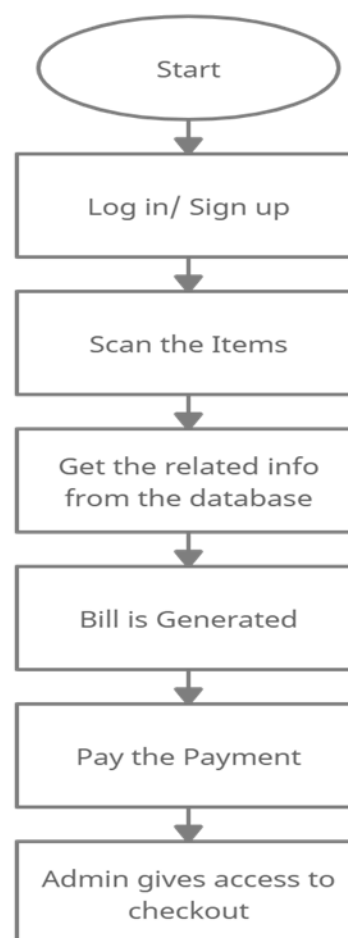 Start
Log in/ Sign up
Scan the Items
Get the related info
from the database
Bill is Generated
Pay the Payment
Admin gives access to
checkout